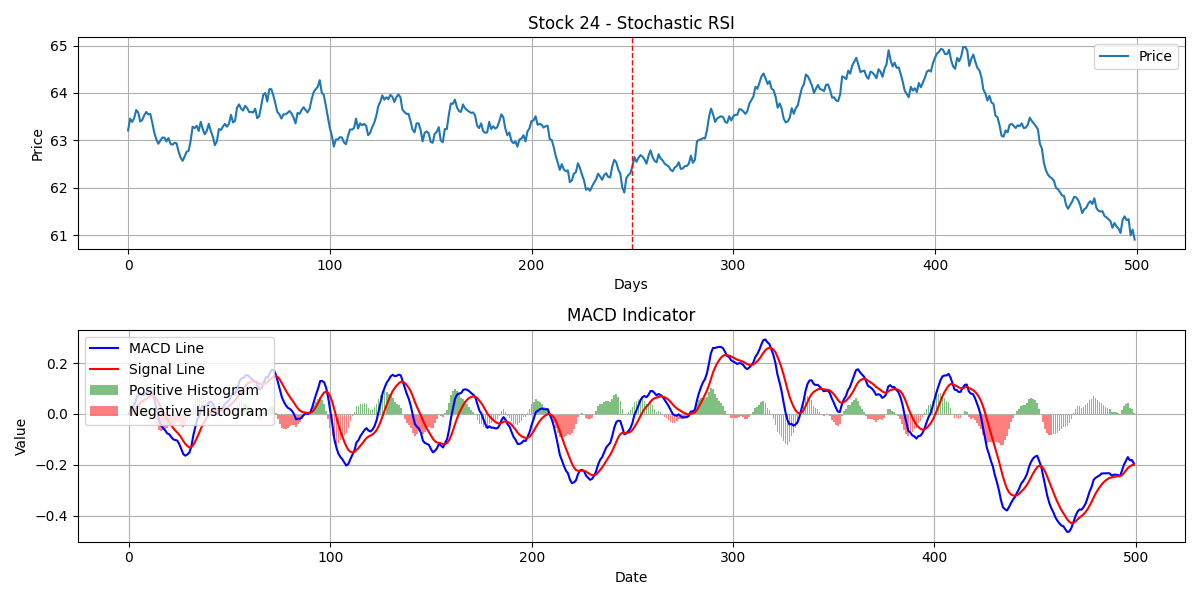 Stock 24 - Stochastic RSI
65
64
63
62
61
Price
Price
0 100 200 300 400 500
Days
MACD Indicator
0.2
0.0
−0.2
−0.4
Value
MACD Line
Signal Line
Positive Histogram
Negative Histogram
0 100 200 300 400 500
Date